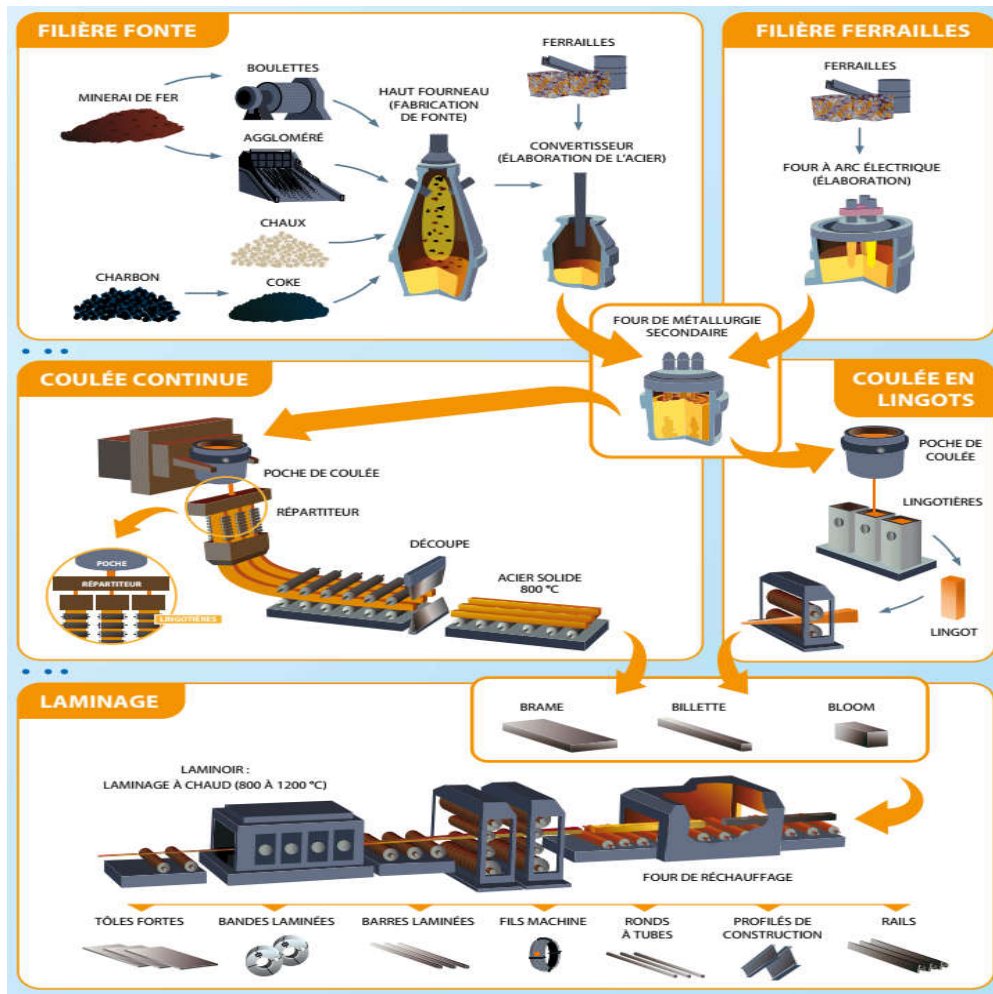 FILIÈRE FONTE
BOULETTES
MINERAI DE FER
AGGLOMÉRÉ
CHAUX
CHARBON
COKE
HAUT FOURNEAU
(FABRICATION
DE FONTE)
FERRAILLES
CONVERTISSEUR
(ÉLABORATION DE L'ACIER)
FILIÈRE FERRAILLES
FERRAILLES
FOUR À ARC ÉLECTRIQUE
(ÉLABORATION)
FOUR DE MÉTALLURGIE
SECONDAIRE
COULÉE CONTINUE
POCHE DE COULÉE
RÉPARTITEUR
POCHE
RÉPARTITEUR
LINGOTIÈRES
DÉCOUPE
ACIER SOLIDE
800 °C
COULÉE EN
LINGOTS
POCHE DE
COULÉE
LINGOTIÈRES
LINGOT
LAMINAGE
BRAME
BILLETTE
BLOOM
LAMINOIR :
LAMINAGE À CHAUD (800 À 1200 °C)
FOUR DE RÉCHAUFFAGE
TÔLES FORTES
BANDES LAMINÉES
BARRES LAMINÉES
FILS MACHINE
RONDS
À TUBES
PROFILÉS DE
CONSTRUCTION
RAILS